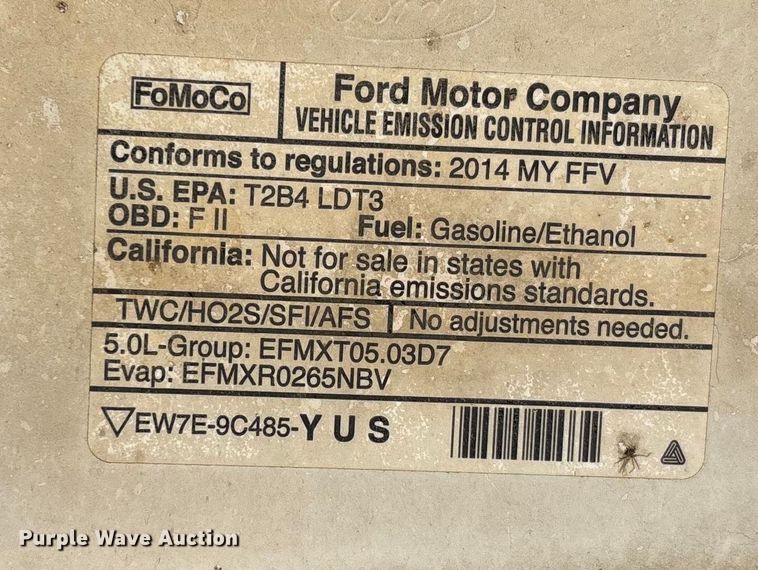 Ford
FoMoCo
Ford Motor Company
VEHICLE EMISSION CONTROL INFORMATION
Conforms to regulations: 2014 MY FFV
U.S. EPA: T2B4 LDT3
OBD: F II Fuel: Gasoline/Ethanol
California: Not for sale in states with
California emissions standards.
TWC/HO2S/SFI/AFS No adjustments needed.
5.0L-Group: EFMXT05.03D7
Evap: EFMXR0265NBV
EW7E-9C485-YUS
Purple Wave Auction